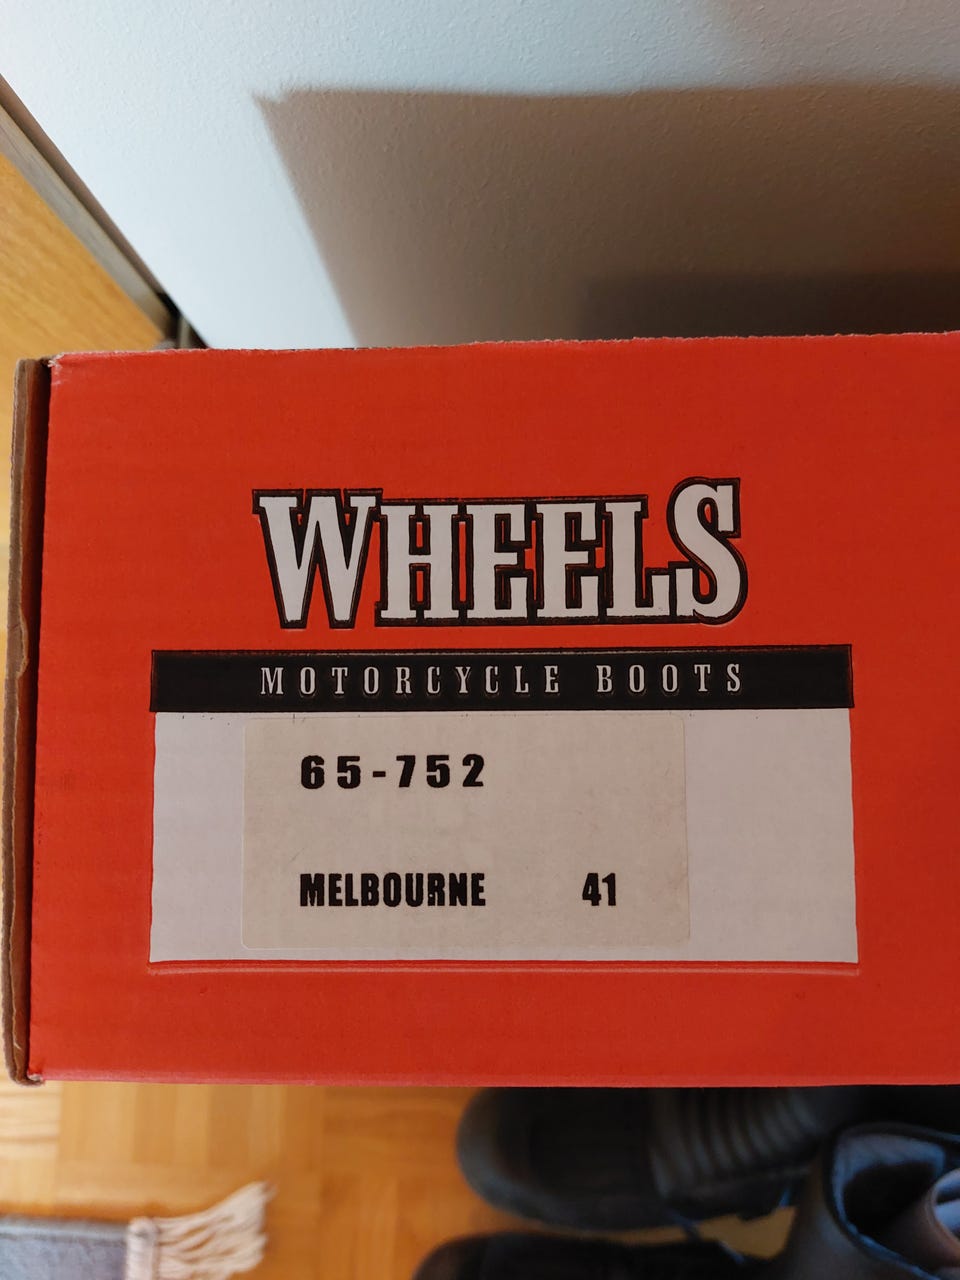 WHEELS
MOTORCYCLE BOOTS
65-752
MELBOURNE 41